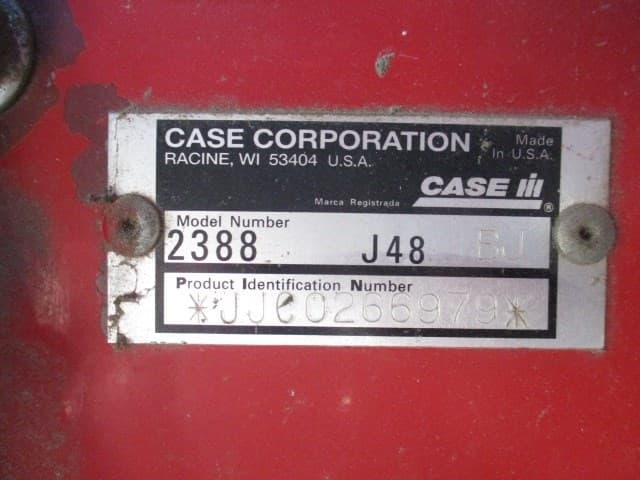 CASE CORPORATION
RACINE, WI 53404 U.S.A.
Made
In U.S.A.
Marca Registrada
CASE IH ®
Model Number
2388 J48 BJ
Product Identification Number
*JJC0266979*